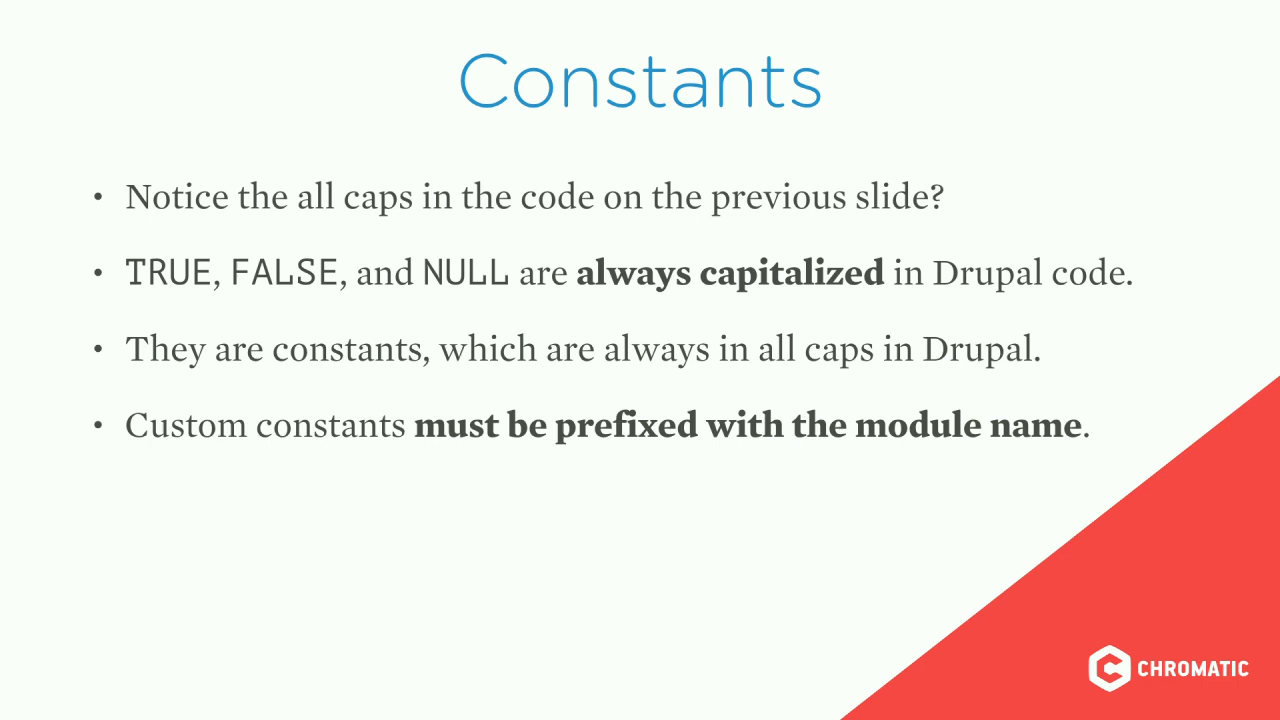 Constants
• Notice the all caps in the code on the previous slide?
• TRUE, FALSE, and NULL are always capitalized in Drupal code.
• They are constants, which are always in all caps in Drupal.
• Custom constants must be prefixed with the module name.
CHROMATIC